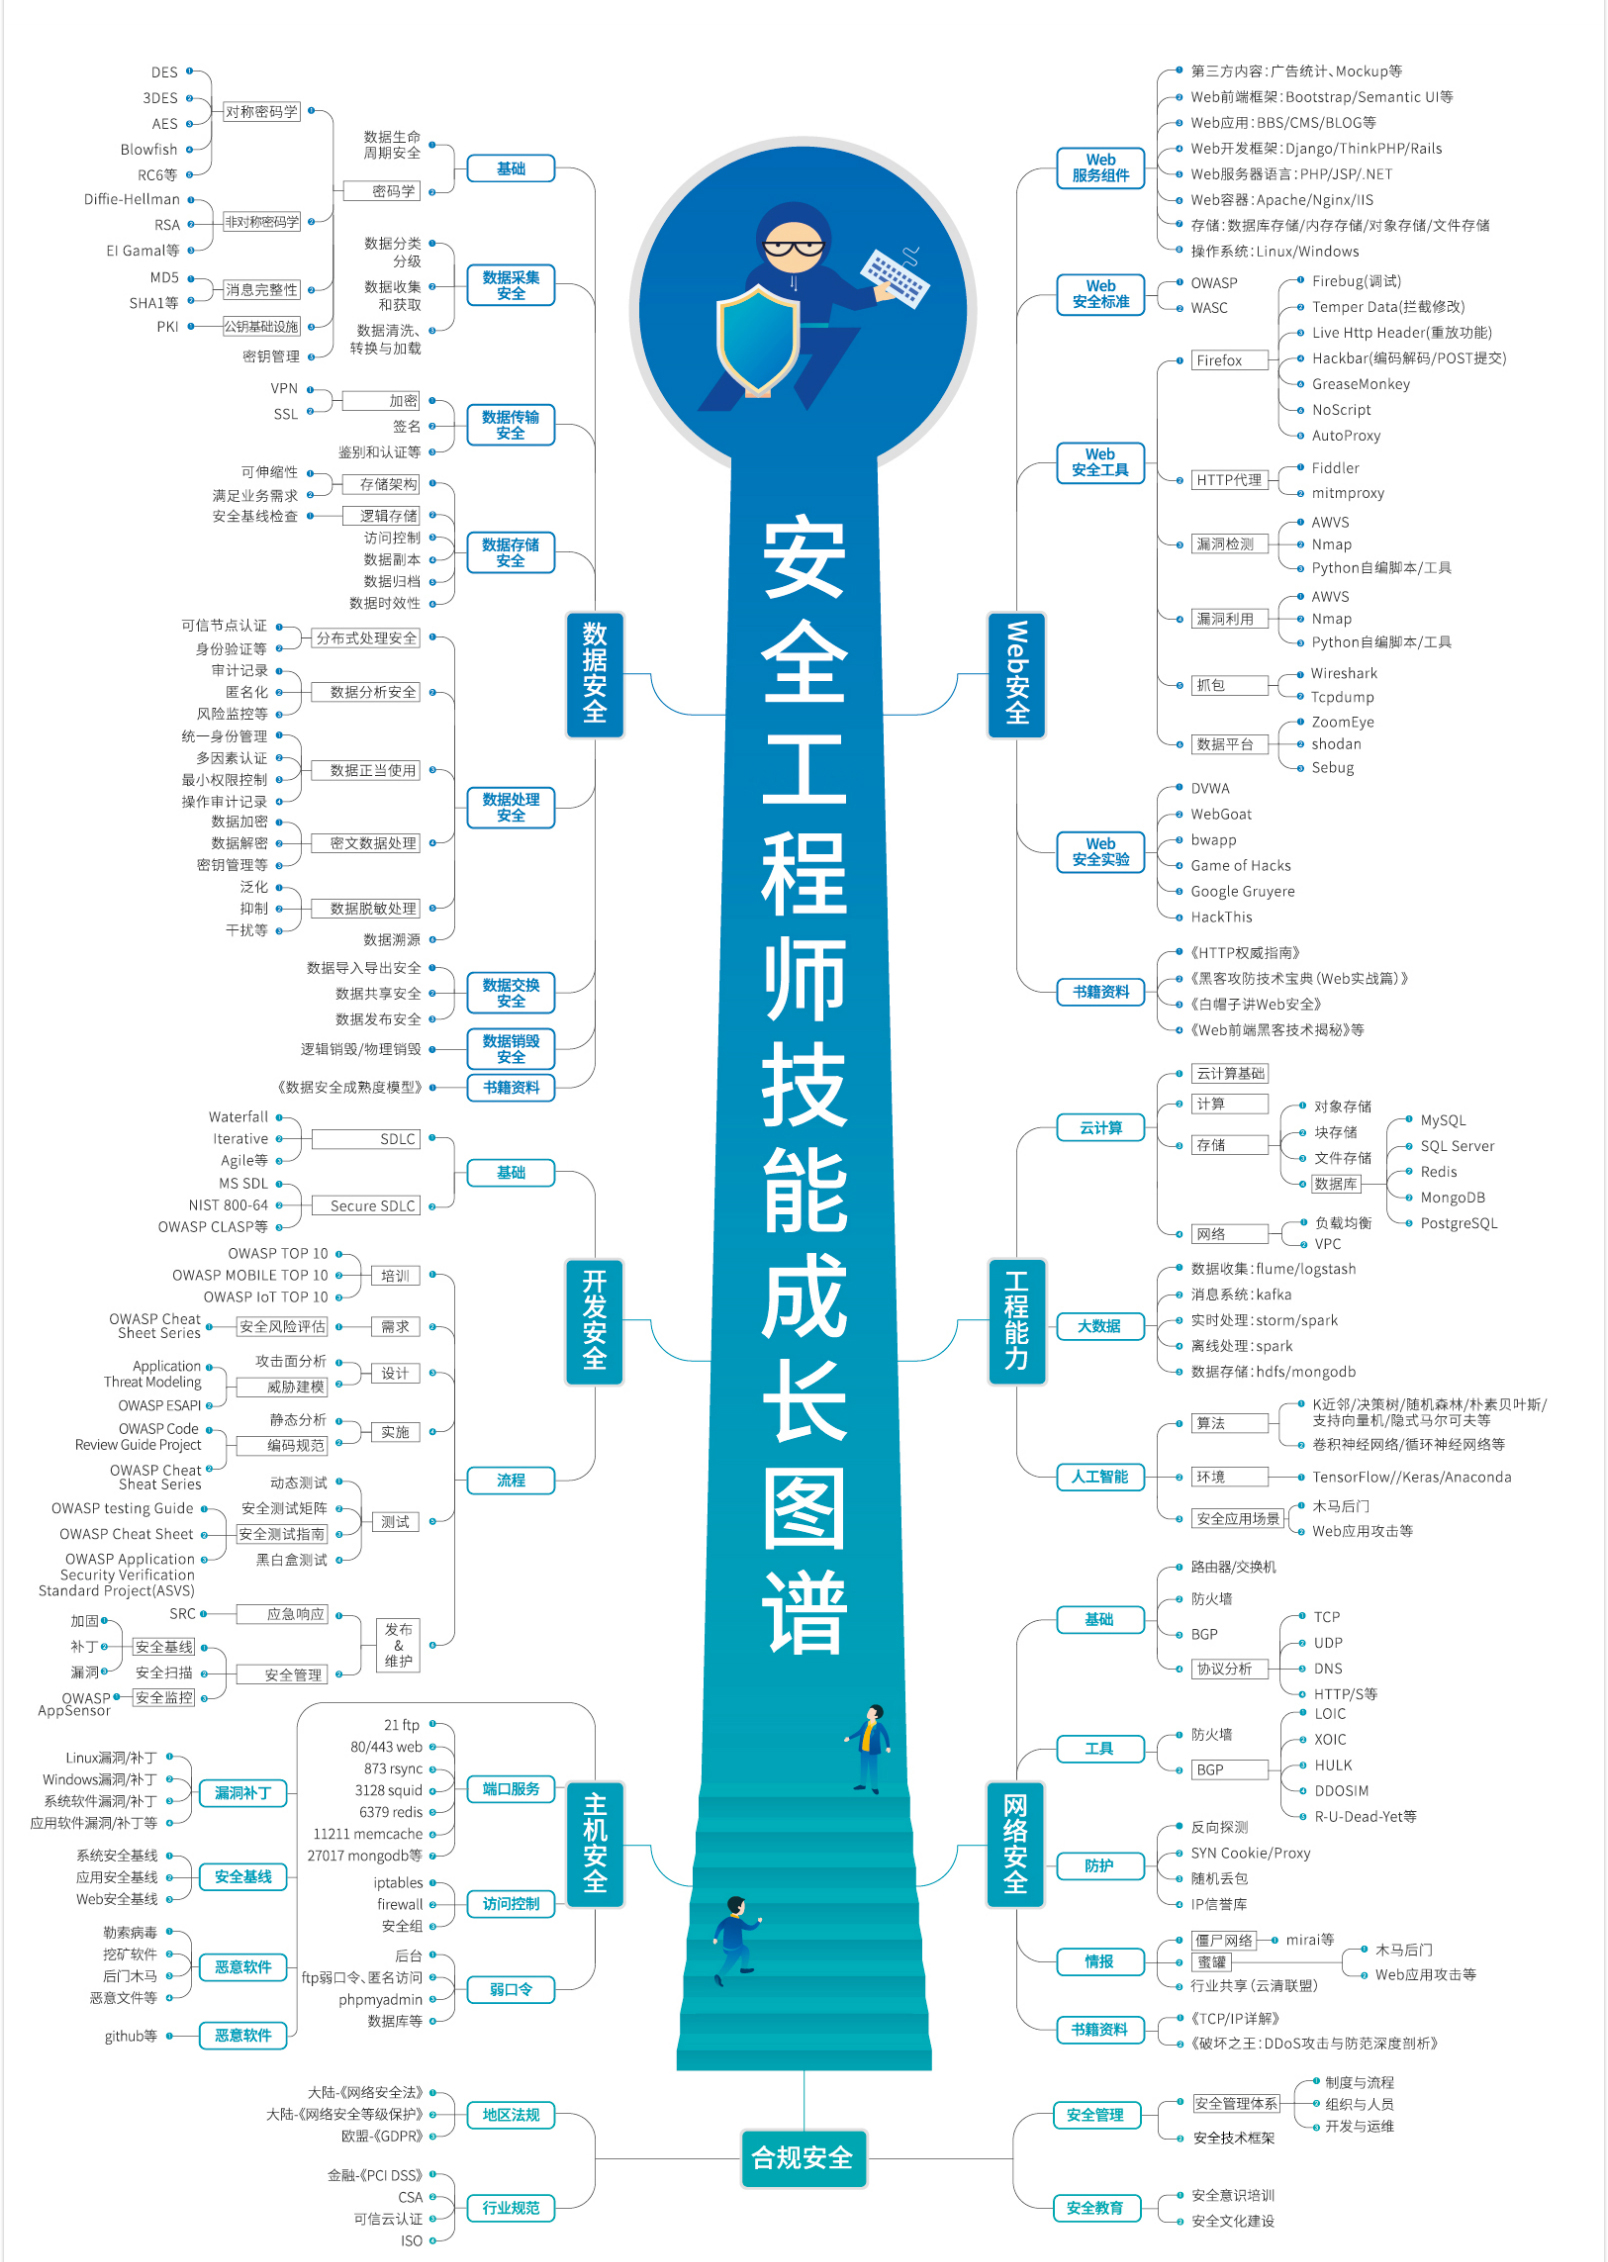 安全工程师技能成长图谱
数据安全
基础
数据生命
周期安全
密码学
对称密码学
DES
3DES
AES
Blowfish
RC6等
非对称密码学
Diffie-Hellman
RSA
EI Gamal等
消息完整性
MD5
SHA1等
公钥基础设施
PKI
密钥管理
数据采集
安全
数据分类
分级
数据收集
和获取
数据清洗、
转换与加载
数据传输
安全
加密
VPN
SSL
签名
鉴别和认证等
数据存储
安全
存储架构
可伸缩性
满足业务需求
逻辑存储
安全基线检查
访问控制
数据副本
数据归档
数据时效性
数据处理
安全
分布式处理安全
可信节点认证
身份验证等
数据分析安全
审计记录
匿名化
风险监控等
数据正当使用
统一身份管理
多因素认证
最小权限控制
操作审计记录
密文数据处理
数据加密
数据解密
密钥管理等
数据脱敏处理
泛化
抑制
干扰等
数据溯源
数据交换
安全
数据导入导出安全
数据共享安全
数据发布安全
数据销毁
安全
逻辑销毁/物理销毁
书籍资料
《数据安全成熟度模型》
开发安全
基础
SDLC
Waterfall
Iterative
Agile等
Secure SDLC
MS SDL
NIST 800-64
OWASP CLASP等
流程
培训
OWASP TOP 10
OWASP MOBILE TOP 10
OWASP IoT TOP 10
需求
安全风险评估
OWASP Cheat
Sheet Series
设计
攻击面分析
威胁建模
Application
Threat Modeling
OWASP ESAPI
实施
静态分析
编码规范
OWASP Code
Review Guide Project
OWASP Cheat
Sheat Series
测试
动态测试
安全测试矩阵
安全测试指南
OWASP testing Guide
OWASP Cheat Sheet
OWASP Application
Security Verification
Standard Project(ASVS)
黑白盒测试
发布
&
维护
应急响应
SRC
安全管理
安全基线
加固
补丁
漏洞
安全扫描
安全监控
OWASP
AppSensor
主机安全
端口服务
21 ftp
80/443 web
873 rsync
3128 squid
6379 redis
11211 memcache
27017 mongodb等
访问控制
iptables
firewall
安全组
弱口令
后台
ftp弱口令、匿名访问
phpmyadmin
数据库等
漏洞补丁
Linux漏洞/补丁
Windows漏洞/补丁
系统软件漏洞/补丁
应用软件漏洞/补丁等
安全基线
系统安全基线
应用安全基线
Web安全基线
恶意软件
勒索病毒
挖矿软件
后门木马
恶意文件等
恶意软件
github等
Web安全
Web
服务组件
第三方内容:广告统计、Mockup等
Web前端框架:Bootstrap/Semantic UI等
Web应用:BBS/CMS/BLOG等
Web开发框架:Django/ThinkPHP/Rails
Web服务器语言:PHP/JSP/.NET
Web容器:Apache/Nginx/IIS
存储:数据库存储/内存存储/对象存储/文件存储
操作系统:Linux/Windows
Web
安全标准
OWASP
WASC
Web
安全工具
Firefox
Firebug(调试)
Temper Data(拦截修改)
Live Http Header(重放功能)
Hackbar(编码解码/POST提交)
GreaseMonkey
NoScript
AutoProxy
HTTP代理
Fiddler
mitmproxy
漏洞检测
AWVS
Nmap
Python自编脚本/工具
漏洞利用
AWVS
Nmap
Python自编脚本/工具
抓包
Wireshark
Tcpdump
数据平台
ZoomEye
shodan
Sebug
Web
安全实验
DVWA
WebGoat
bwapp
Game of Hacks
Google Gruyere
HackThis
书籍资料
《HTTP权威指南》
《黑客攻防技术宝典(Web实战篇)》
《白帽子讲Web安全》
《Web前端黑客技术揭秘》等
工程能力
云计算
云计算基础
计算
存储
对象存储
块存储
文件存储
数据库
MySQL
SQL Server
Redis
MongoDB
PostgreSQL
网络
负载均衡
VPC
大数据
数据收集:flume/logstash
消息系统:kafka
实时处理:storm/spark
离线处理:spark
数据存储:hdfs/mongodb
人工智能
算法
K近邻/决策树/随机森林/朴素贝叶斯/
支持向量机/隐式马尔可夫等
卷积神经网络/循环神经网络等
环境
TensorFlow//Keras/Anaconda
安全应用场景
木马后门
Web应用攻击等
网络安全
基础
路由器/交换机
防火墙
BGP
协议分析
TCP
UDP
DNS
HTTP/S等
工具
防火墙
BGP
LOIC
XOIC
HULK
DDOSIM
R-U-Dead-Yet等
防护
反向探测
SYN Cookie/Proxy
随机丢包
IP信誉库
情报
僵尸网络
mirai等
蜜罐
木马后门
Web应用攻击等
行业共享(云清联盟)
书籍资料
《TCP/IP详解》
《破坏之王:DDoS攻击与防范深度剖析》
合规安全
地区法规
大陆-《网络安全法》
大陆-《网络安全等级保护》
欧盟-《GDPR》
行业规范
金融-《PCI DSS》
CSA
可信云认证
ISO
安全管理
安全管理体系
制度与流程
组织与人员
开发与运维
安全技术框架
安全教育
安全意识培训
安全文化建设